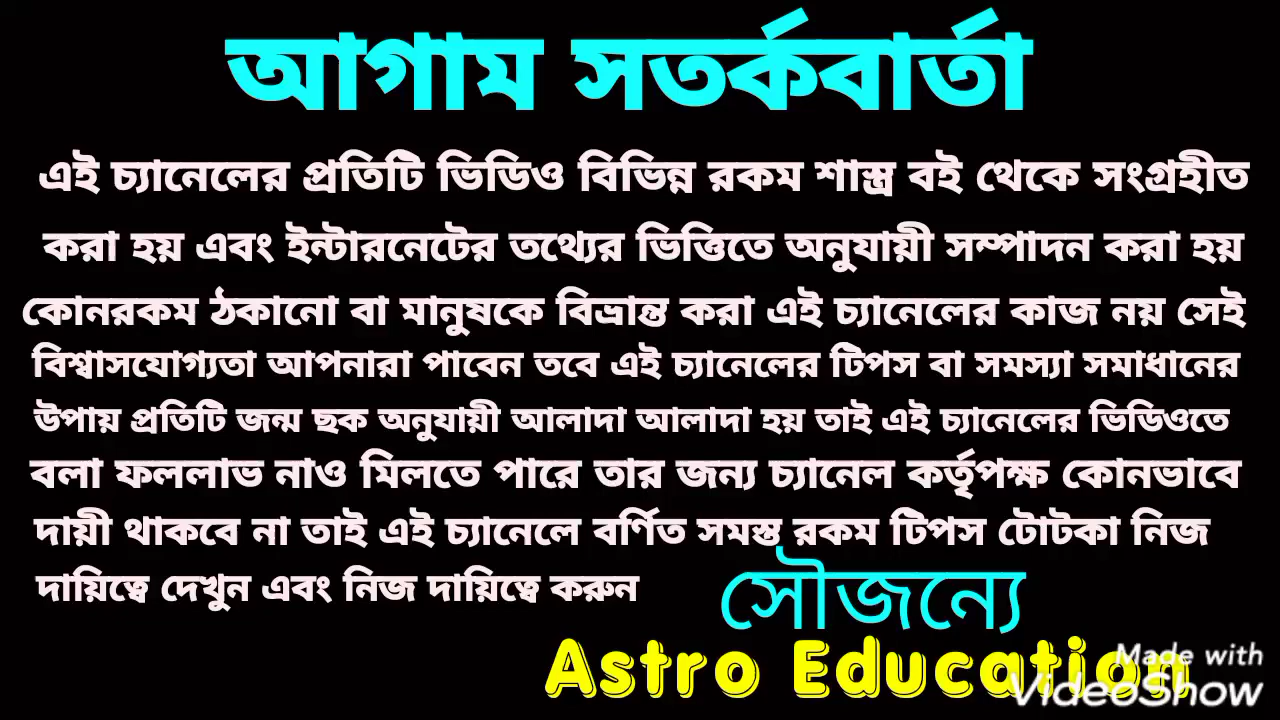 আগাম সতর্কবার্তা
এই চ্যানেলের প্রতিটি ভিডিও বিভিন্ন রকম শাস্ত্র বই থেকে সংগ্রহীত
করা হয় এবং ইন্টারনেটের তথ্যের ভিত্তিতে অনুযায়ী সম্পাদন করা হয়
কোনরকম ঠকানো বা মানুষকে বিভ্রান্ত করা এই চ্যানেলের কাজ নয় সেই
বিশ্বাসযোগ্যতা আপনারা পাবেন তবে এই চ্যানেলের টিপস বা সমস্যা সমাধানের
উপায় প্রতিটি জন্ম ছক অনুযায়ী আলাদা আলাদা হয় তাই এই চ্যানেলের ভিডিওতে
বলা ফললাভ নাও মিলতে পারে তার জন্য চ্যানেল কর্তৃপক্ষ কোনভাবে
দায়ী থাকবে না তাই এই চ্যানেলে বর্ণিত সমস্ত রকম টিপস টোটকা নিজ
দায়িত্বে দেখুন এবং নিজ দায়িত্বে করুন
সৌজন্যে
Astro Education
Made with
VideoShow